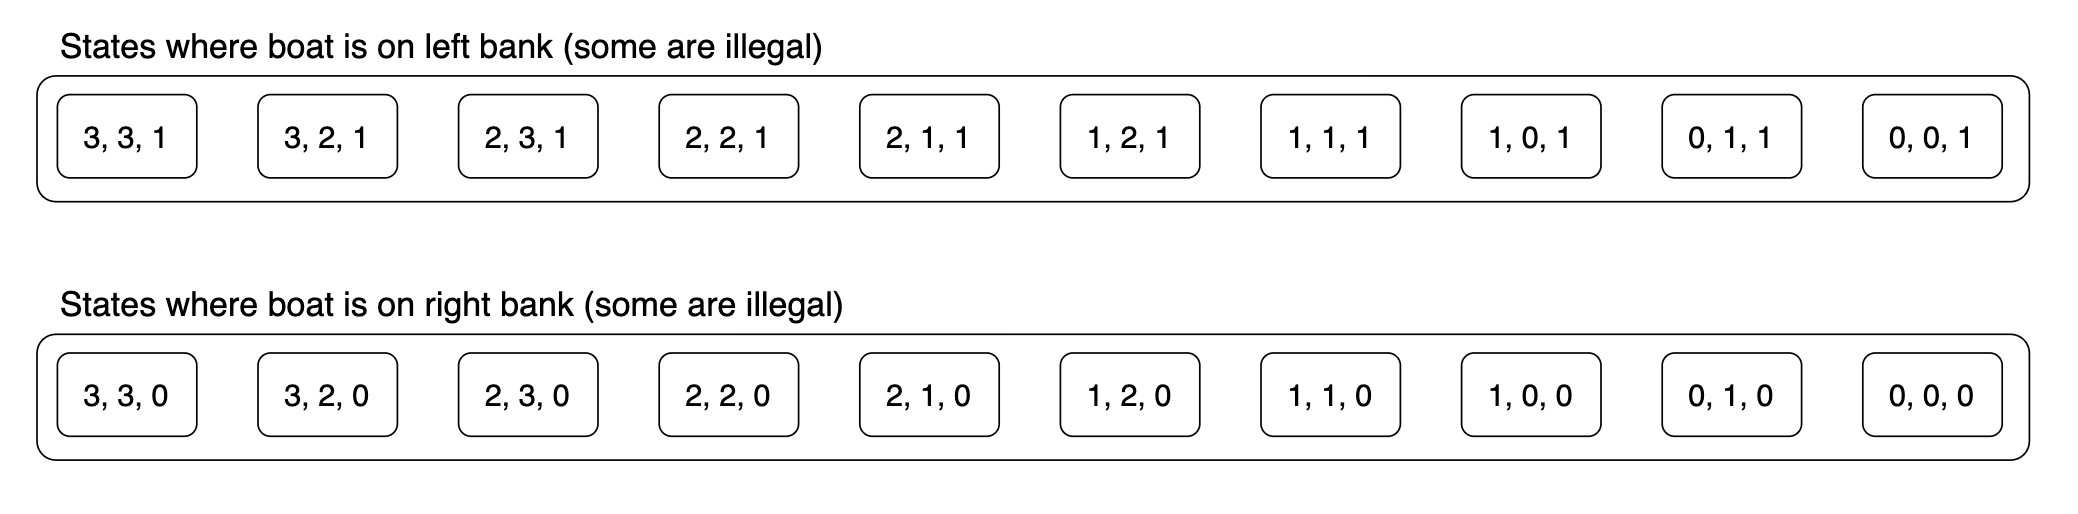 States where boat is on left bank (some are illegal)
3, 3, 1 3, 2, 1 2, 3, 1 2, 2, 1 2, 1, 1 1, 2, 1 1, 1, 1 1, 0, 1 0, 1, 1 0, 0, 1
States where boat is on right bank (some are illegal)
3, 3, 0 3, 2, 0 2, 3, 0 2, 2, 0 2, 1, 0 1, 2, 0 1, 1, 0 1, 0, 0 0, 1, 0 0, 0, 0